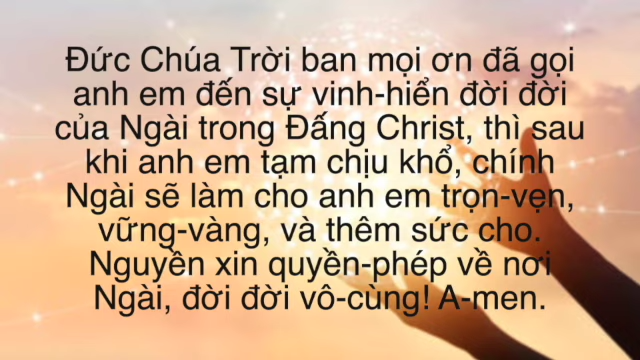 Đức Chúa Trời ban mọi ơn đã gọi
anh em đến sự vinh-hiển đời đời
của Ngài trong Đấng Christ, thì sau
khi anh em tạm chịu khổ, chính
Ngài sẽ làm cho anh em trọn-vẹn,
vững-vàng, và thêm sức cho.
Nguyền xin quyền-phép về nơi
Ngài, đời đời vô-cùng! A-men.